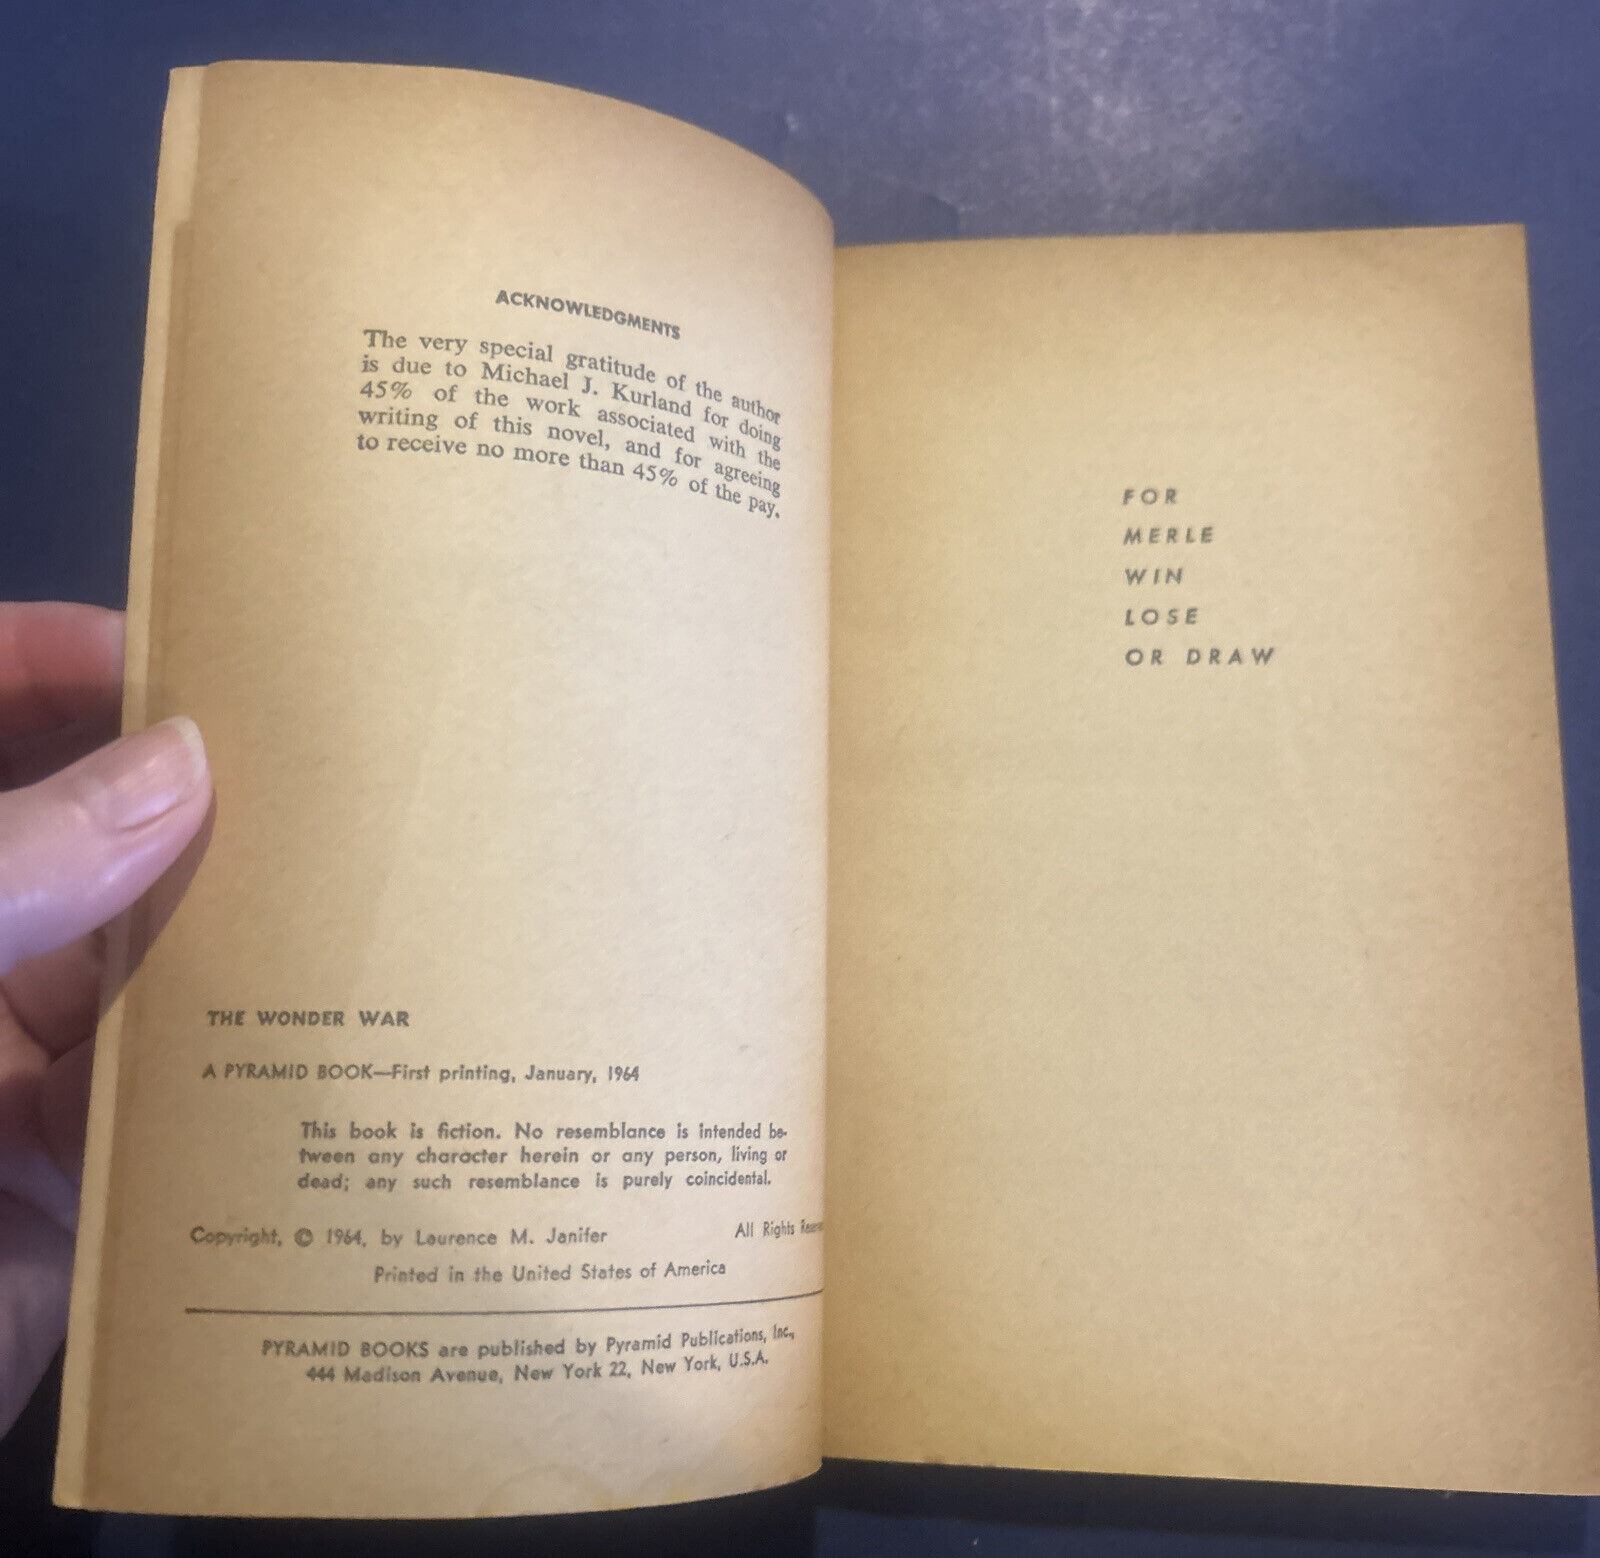 ACKNOWLEDGMENTS
The very special gratitude of the author
is due to Michael J. Kurland for doing
45% of the work associated with the
writing of this novel, and for agreeing
to receive no more than 45% of the pay.
THE WONDER WAR
A PYRAMID BOOK—First printing, January, 1964
This book is fiction. No resemblance is intended be-
tween any character herein or any person, living or
dead; any such resemblance is purely coincidental.
Copyright, © 1964, by Laurence M. Janifer All Rights
Printed in the United States of America
PYRAMID BOOKS are published by Pyramid Publications, Inc.,
444 Madison Avenue, New York 22, New York, U.S.A.
FOR
MERLE
WIN
LOSE
OR DRAW